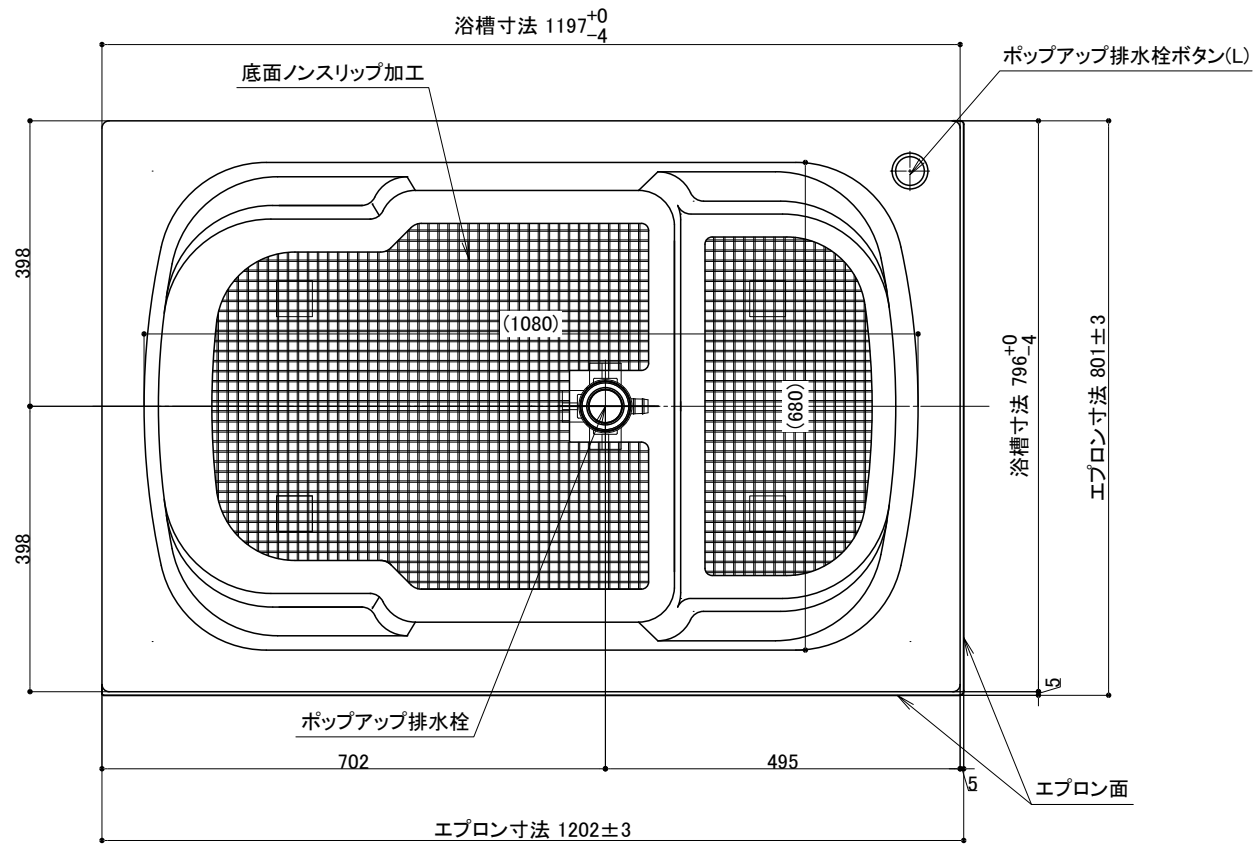 浴槽寸法 1197 +0 -4
ポップアップ排水栓ボタン(L)
底面ノンスリップ加工
398
(1080)
(680)
浴槽寸法 796 +0 -4
エプロン寸法 801±3
398
5
ポップアップ排水栓
702
495
5
エプロン面
エプロン寸法 1202±3